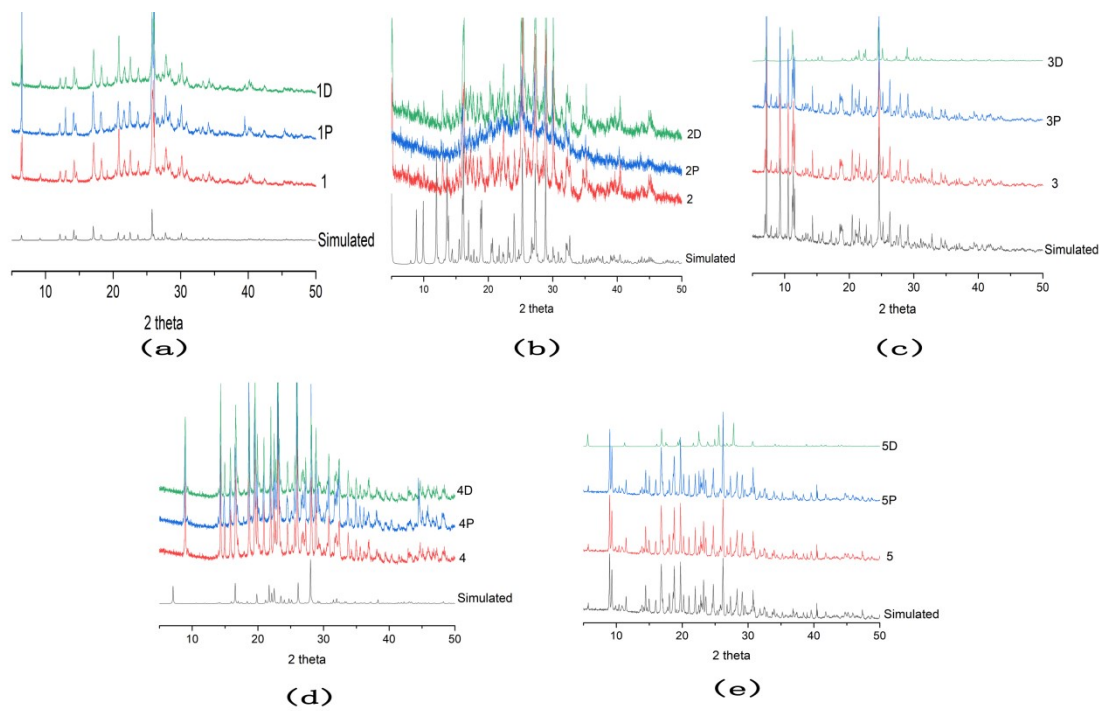 1D
1P
1
Simulated
10 20 30 40 50
2 theta
(a)
2D
2P
2
Simulated
10 20 30 40 50
2 theta
(b)
3D
3P
3
Simulated
10 20 30 40 50
2 theta
(c)
4D
4P
4
Simulated
10 20 30 40 50
2 theta
(d)
5D
5P
5
Simulated
10 20 30 40 50
2 theta
(e)